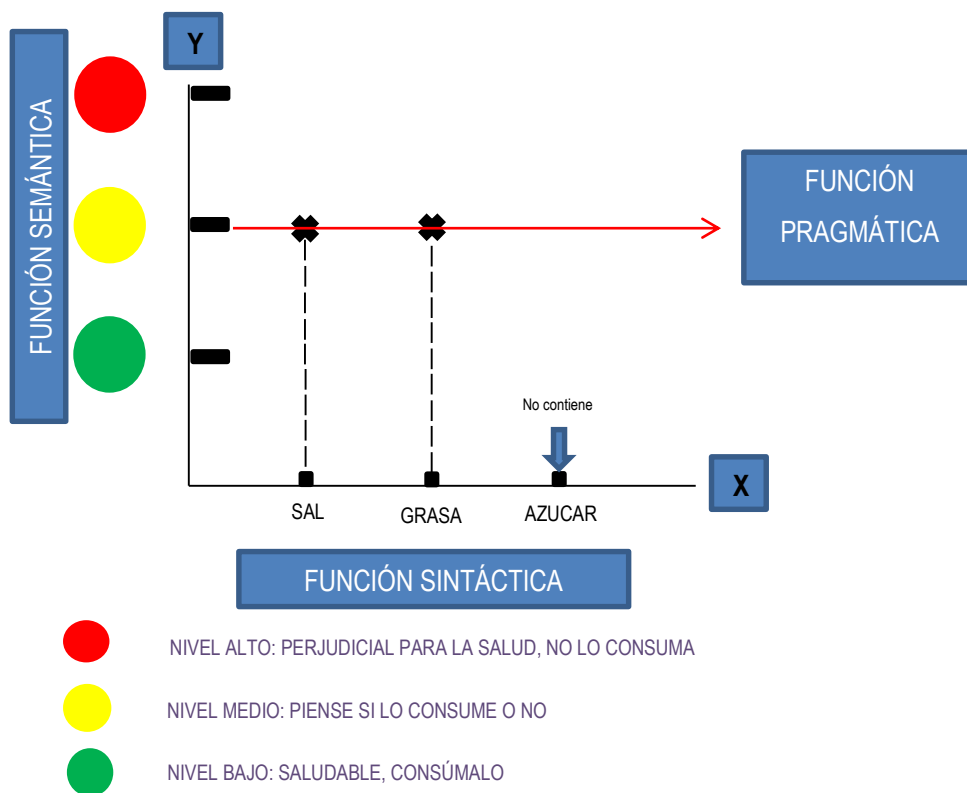 Y
FUNCIÓN SEMÁNTICA
FUNCIÓN
PRAGMÁTICA
No contiene
X
SAL
GRASA
AZUCAR
FUNCIÓN SINTÁCTICA
NIVEL ALTO: PERJUDICIAL PARA LA SALUD, NO LO CONSUMA
NIVEL MEDIO: PIENSE SI LO CONSUME O NO
NIVEL BAJO: SALUDABLE, CONSÚMALO